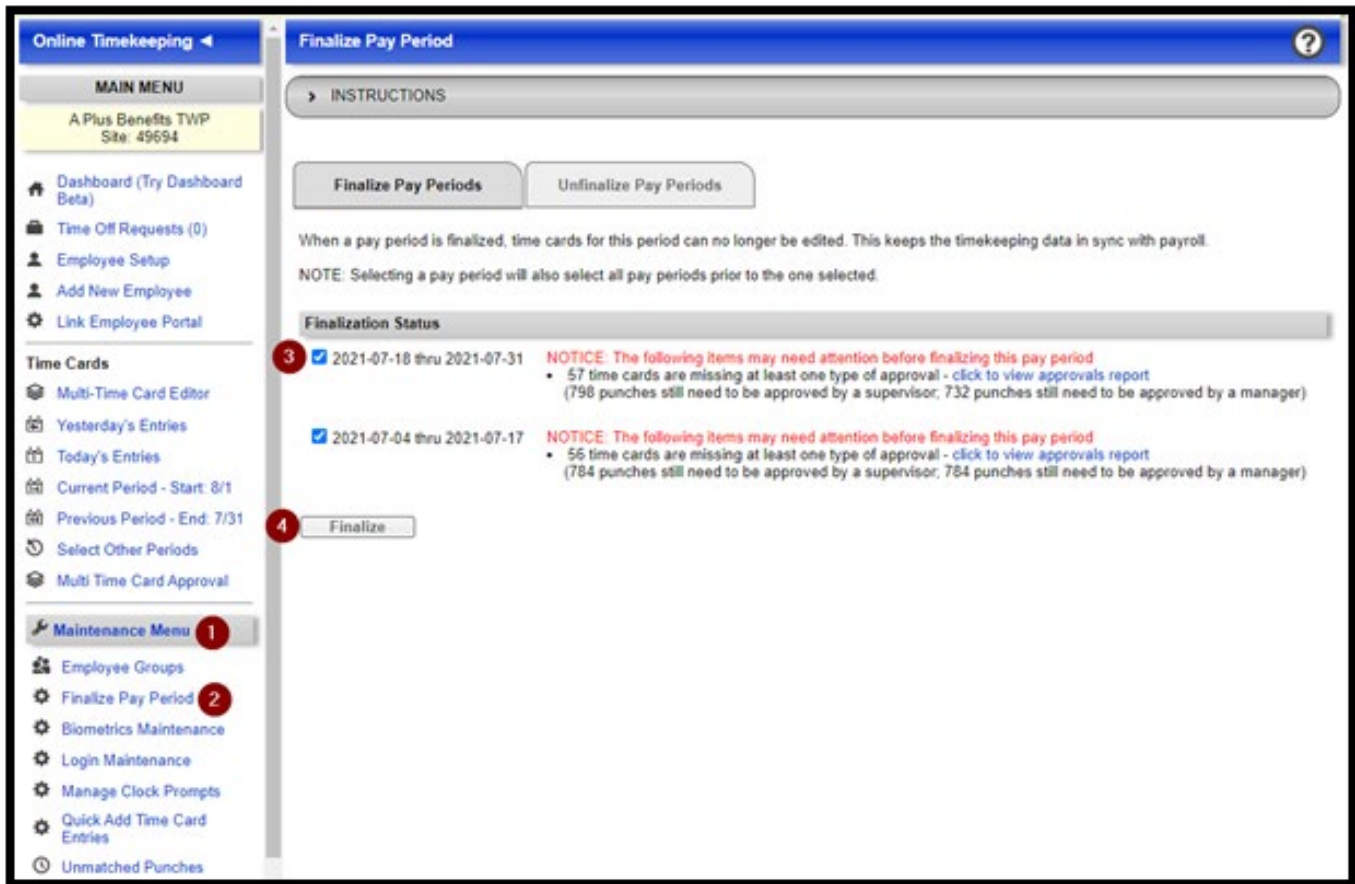 Online Timekeeping ◄
MAIN MENU
A Plus Benefits TWP
Site: 49694
Dashboard (Try Dashboard
Beta)
Time Off Requests (0)
Employee Setup
Add New Employee
Link Employee Portal
Time Cards
Multi-Time Card Editor
Yesterday's Entries
Today's Entries
Current Period - Start: 8/1
Previous Period - End: 7/31
Select Other Periods
Multi Time Card Approval
Maintenance Menu 1
Employee Groups
Finalize Pay Period 2
Biometrics Maintenance
Login Maintenance
Manage Clock Prompts
Quick Add Time Card
Entries
Unmatched Punches
Finalize Pay Period ?
› INSTRUCTIONS
Finalize Pay Periods Unfinalize Pay Periods
When a pay period is finalized, time cards for this period can no longer be edited. This keeps the timekeeping data in sync with payroll.
NOTE: Selecting a pay period will also select all pay periods prior to the one selected.
Finalization Status
3 2021-07-18 thru 2021-07-31 NOTICE: The following items may need attention before finalizing this pay period
• 57 time cards are missing at least one type of approval - click to view approvals report
(798 punches still need to be approved by a supervisor; 732 punches still need to be approved by a manager)
2021-07-04 thru 2021-07-17 NOTICE: The following items may need attention before finalizing this pay period
• 56 time cards are missing at least one type of approval - click to view approvals report
(784 punches still need to be approved by a supervisor; 784 punches still need to be approved by a manager)
4 Finalize